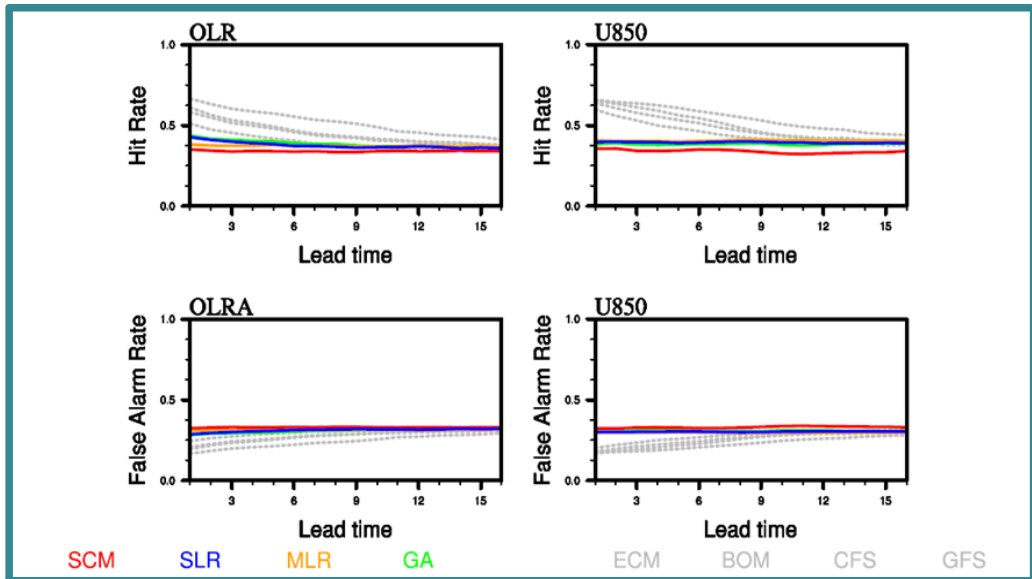 OLR U850
1.0 1.0
Hit Rate 0.5 Hit Rate 0.5
0.0 0.0
3 6 9 12 15 3 6 9 12 15
Lead time Lead time
OLRA U850
1.0 1.0
False Alarm Rate 0.5 False Alarm Rate 0.5
0.0 0.0
3 6 9 12 15 3 6 9 12 15
Lead time Lead time
SCM SLR MLR GA ECM BOM CFS GFS